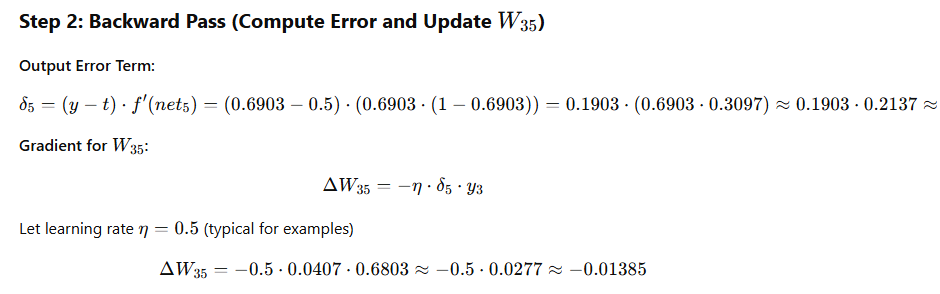 Step 2: Backward Pass (Compute Error and Update W₃₅)
Output Error Term:
δ₅ = (y − t) · f′(net₅) = (0.6903 − 0.5) · (0.6903 · (1 − 0.6903)) = 0.1903 · (0.6903 · 0.3097) ≈ 0.1903 · 0.2137 ≈
Gradient for W₃₅:
ΔW₃₅ = −η · δ₅ · y₃
Let learning rate η = 0.5 (typical for examples)
ΔW₃₅ = −0.5 · 0.0407 · 0.6803 ≈ −0.5 · 0.0277 ≈ −0.01385